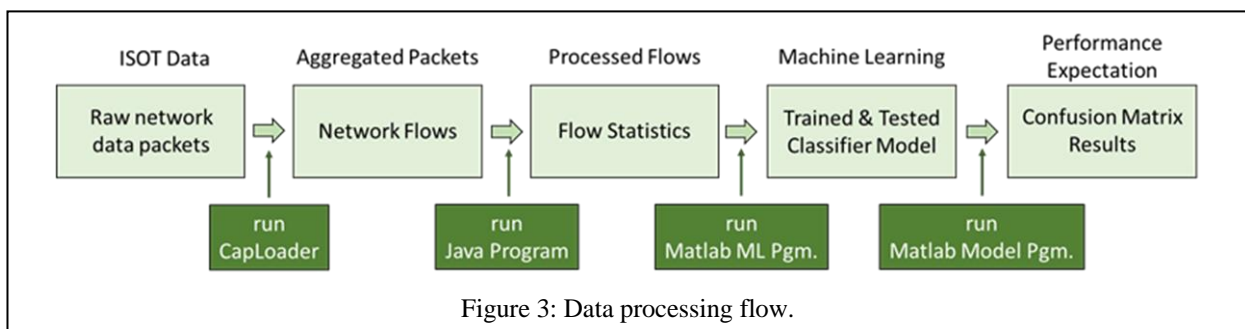 ISOT Data
Aggregated Packets
Processed Flows
Machine Learning
Performance
Expectation
Raw network
data packets
Network Flows
Flow Statistics
Trained & Tested
Classifier Model
Confusion Matrix
Results
run
CapLoader
run
Java Program
run
Matlab ML Pgm.
run
Matlab Model Pgm.
Figure 3: Data processing flow.